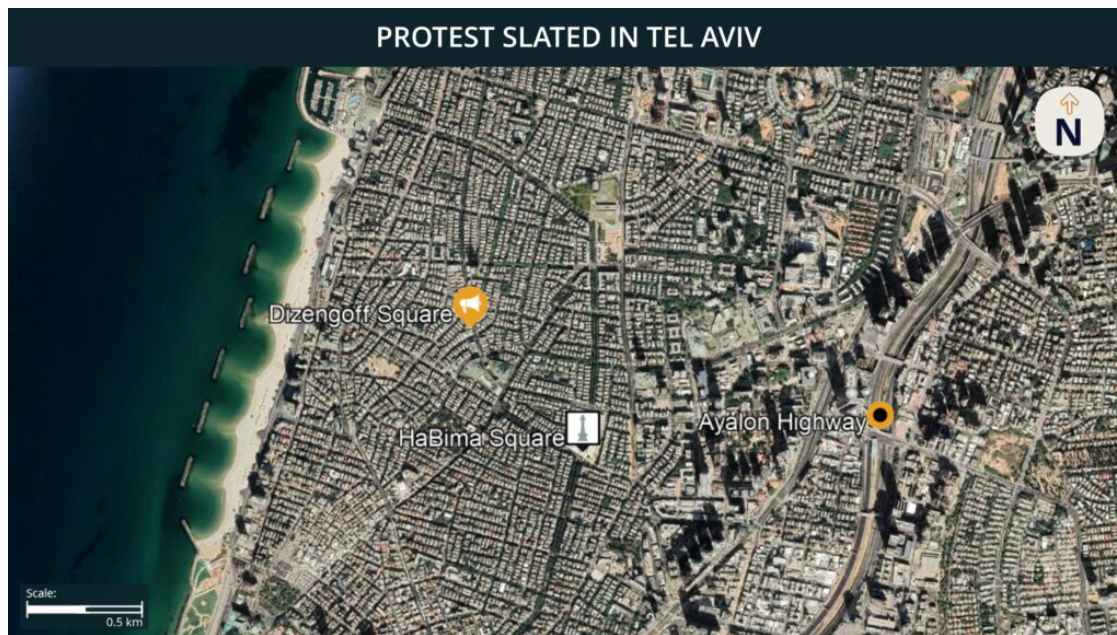 PROTEST SLATED IN TEL AVIV
N
Dizengoff Square
HaBima Square
Ayalon Highway
Scale:
0.5 km